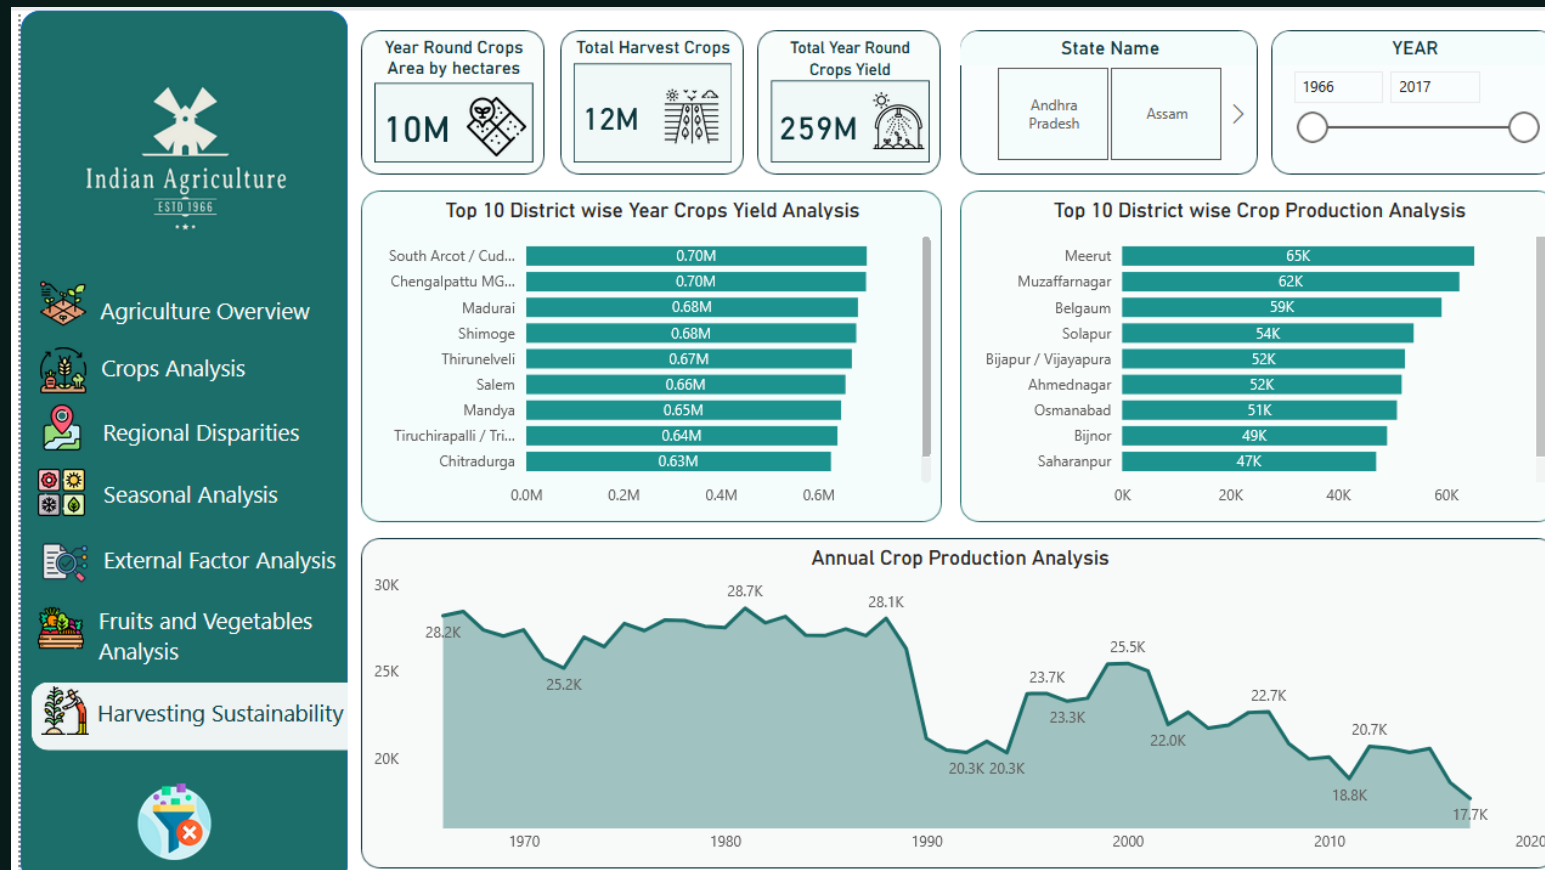 Indian Agriculture
ESTD 1966
Agriculture Overview
Crops Analysis
Regional Disparities
Seasonal Analysis
External Factor Analysis
Fruits and Vegetables
Analysis
Harvesting Sustainability
Year Round Crops
Area by hectares
10M
Total Harvest Crops
12M
Total Year Round
Crops Yield
259M
State Name
Andhra
Pradesh
Assam
YEAR
1966 2017
Top 10 District wise Year Crops Yield Analysis
South Arcot / Cud... 0.70M
Chengalpattu MG... 0.70M
Madurai 0.68M
Shimoge 0.68M
Thirunelveli 0.67M
Salem 0.66M
Mandya 0.65M
Tiruchirapalli / Tri... 0.64M
Chitradurga 0.63M
0.0M 0.2M 0.4M 0.6M
Top 10 District wise Crop Production Analysis
Meerut 65K
Muzaffarnagar 62K
Belgaum 59K
Solapur 54K
Bijapur / Vijayapura 52K
Ahmednagar 52K
Osmanabad 51K
Bijnor 49K
Saharanpur 47K
0K 20K 40K 60K
Annual Crop Production Analysis
30K
25K
20K
28.2K
25.2K
28.7K
28.1K
20.3K 20.3K
23.7K
23.3K
25.5K
22.0K
22.7K
18.8K
20.7K
17.7K
1970 1980 1990 2000 2010 2020